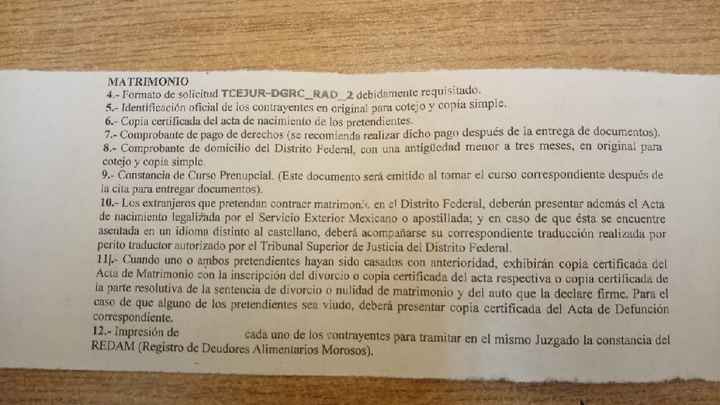 MATRIMONIO
4.- Formato de solicitud TCEJUR-DGRC_RAD_2 debidamente requisitado.
5.- Identificación oficial de los contrayentes en original para cotejo y copia simple.
6.- Copia certificada del acta de nacimiento de los pretendientes.
7.- Comprobante de pago de derechos (se recomienda realizar dicho pago después de la entrega de documentos).
8.- Comprobante de domicilio del Distrito Federal, con una antigüedad menor a tres meses, en original para
cotejo y copia simple.
9.- Constancia de Curso Prenupcial. (Este documento será emitido al tomar el curso correspondiente después de
la cita para entregar documentos).
10.- Los extranjeros que pretendan contraer matrimonio en el Distrito Federal, deberán presentar además el Acta
de nacimiento legalizada por el Servicio Exterior Mexicano o apostillada; y en caso de que ésta se encuentre
asentada en un idioma distinto al castellano, deberá acompañarse su correspondiente traducción realizada por
perito traductor autorizado por el Tribunal Superior de Justicia del Distrito Federal.
11.- Cuando uno o ambos pretendientes hayan sido casados con anterioridad, exhibirán copia certificada del
Acta de Matrimonio con la inscripción del divorcio o copia certificada del acta respectiva o copia certificada de
la parte resolutiva de la sentencia de divorcio o nulidad de matrimonio y del auto que la declare firme. Para el
caso de que alguno de los pretendientes sea viudo, deberá presentar copia certificada del Acta de Defunción
correspondiente.
12.- Impresión de cada uno de los contrayentes para tramitar en el mismo Juzgado la constancia del
REDAM (Registro de Deudores Alimentarios Morosos).